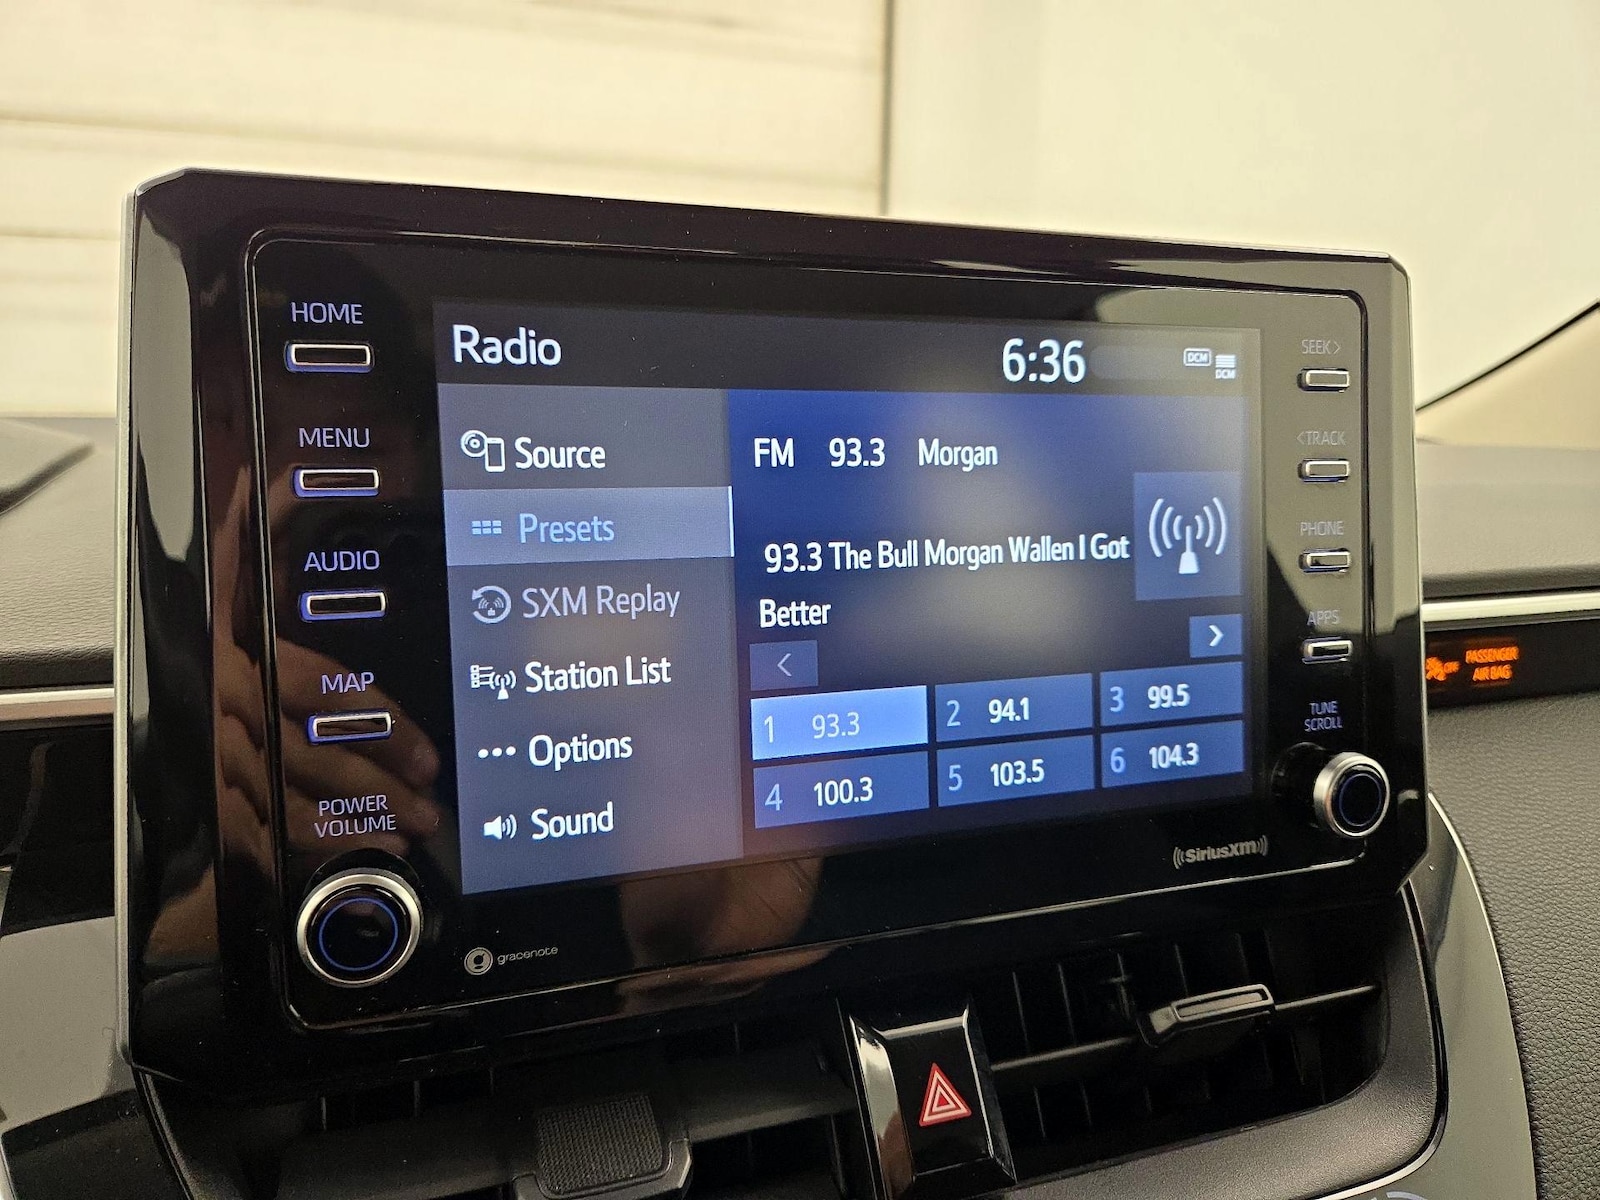 HOME
MENU
AUDIO
MAP
POWER
VOLUME
Radio
6:36
DCM
DCM
Source
Presets
SXM Replay
Station List
Options
Sound
FM 93.3 Morgan
93.3 The Bull Morgan Wallen I Got
Better
<
>
1 93.3
2 94.1
3 99.5
4 100.3
5 103.5
6 104.3
SEEK >
< TRACK
PHONE
APPS
TUNE
SCROLL
((SiriusXM))
gracenote
OFF
PASSENGER
AIR BAG